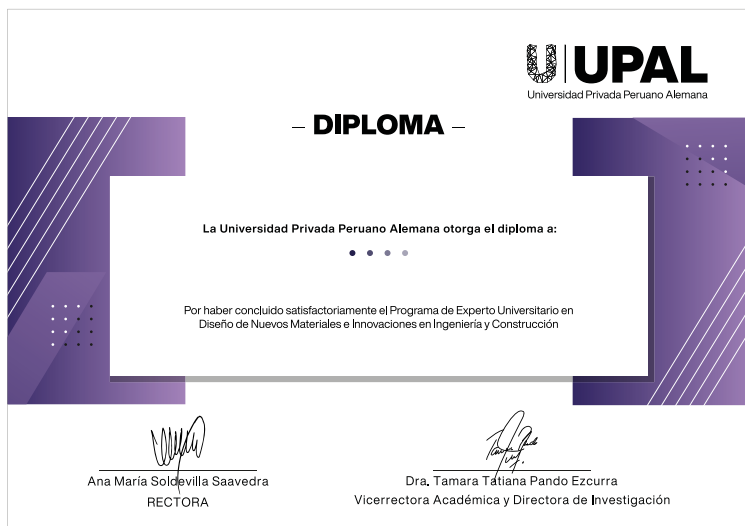 UPAL
Universidad Privada Peruano Alemana
– DIPLOMA –
La Universidad Privada Peruano Alemana otorga el diploma a:
Por haber concluido satisfactoriamente el Programa de Experto Universitario en
Diseño de Nuevos Materiales e Innovaciones en Ingeniería y Construcción
Ana María Soldevilla Saavedra
RECTORA
Dra. Tamara Tatiana Pando Ezcurra
Vicerrectora Académica y Directora de Investigación